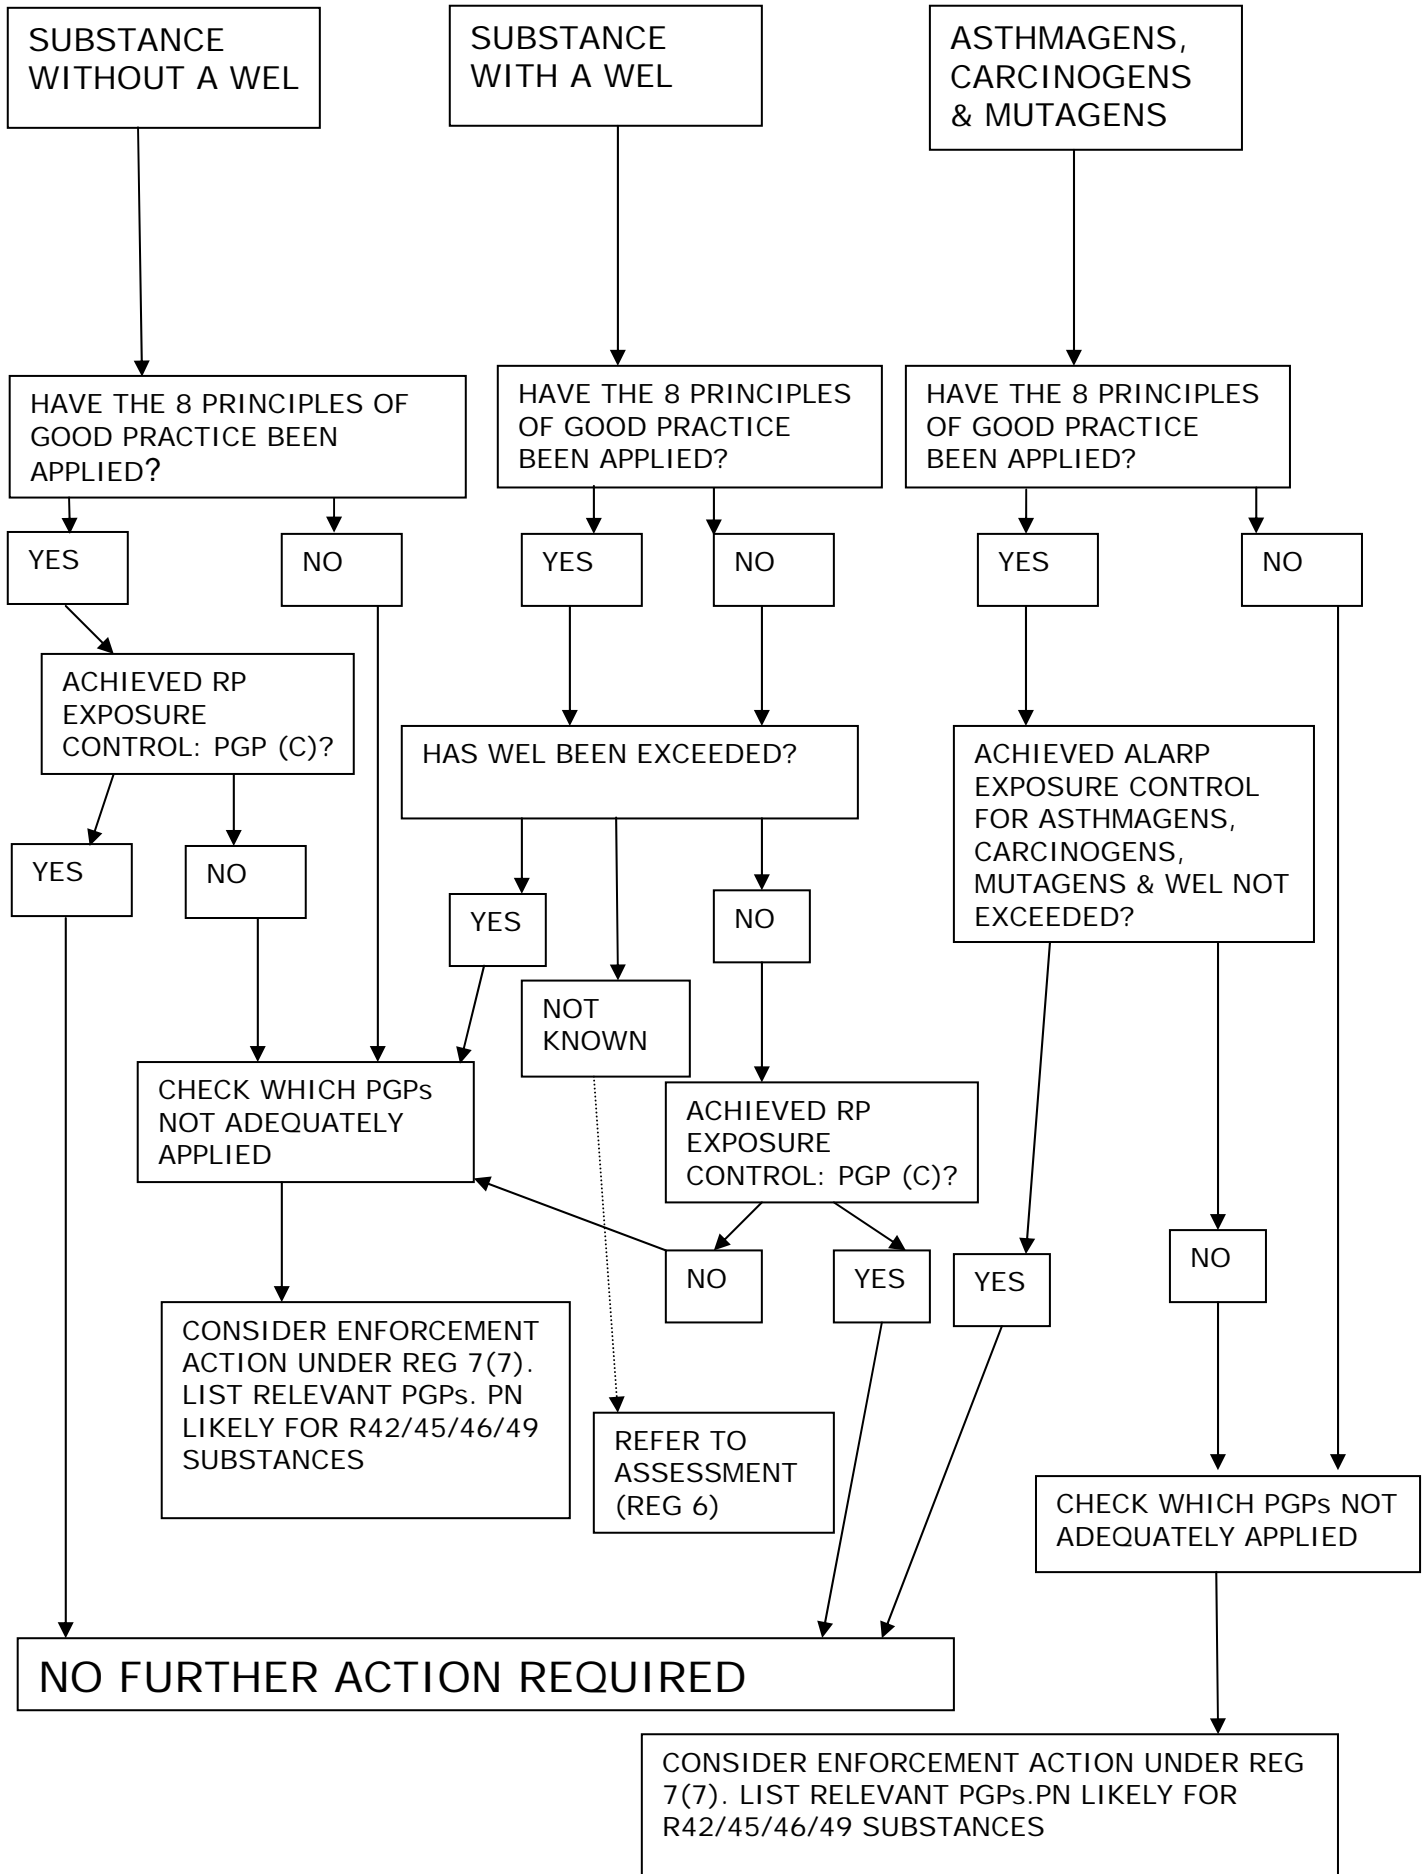 SUBSTANCE
WITHOUT A WEL
SUBSTANCE
WITH A WEL
ASTHMAGENS,
CARCINOGENS
& MUTAGENS
HAVE THE 8 PRINCIPLES OF
GOOD PRACTICE BEEN
APPLIED?
HAVE THE 8 PRINCIPLES
OF GOOD PRACTICE
BEEN APPLIED?
HAVE THE 8 PRINCIPLES
OF GOOD PRACTICE
BEEN APPLIED?
YES
NO
YES
NO
YES
NO
ACHIEVED RP
EXPOSURE
CONTROL: PGP (C)?
HAS WEL BEEN EXCEEDED?
ACHIEVED ALARP
EXPOSURE CONTROL
FOR ASTHMAGENS,
CARCINOGENS,
MUTAGENS & WEL NOT
EXCEEDED?
YES
NO
YES
NO
NOT
KNOWN
CHECK WHICH PGPs
NOT ADEQUATELY
APPLIED
ACHIEVED RP
EXPOSURE
CONTROL: PGP (C)?
NO
YES
YES
NO
CONSIDER ENFORCEMENT
ACTION UNDER REG 7(7).
LIST RELEVANT PGPs. PN
LIKELY FOR R42/45/46/49
SUBSTANCES
REFER TO
ASSESSMENT
(REG 6)
CHECK WHICH PGPs NOT
ADEQUATELY APPLIED
NO FURTHER ACTION REQUIRED
CONSIDER ENFORCEMENT ACTION UNDER REG
7(7). LIST RELEVANT PGPs.PN LIKELY FOR
R42/45/46/49 SUBSTANCES